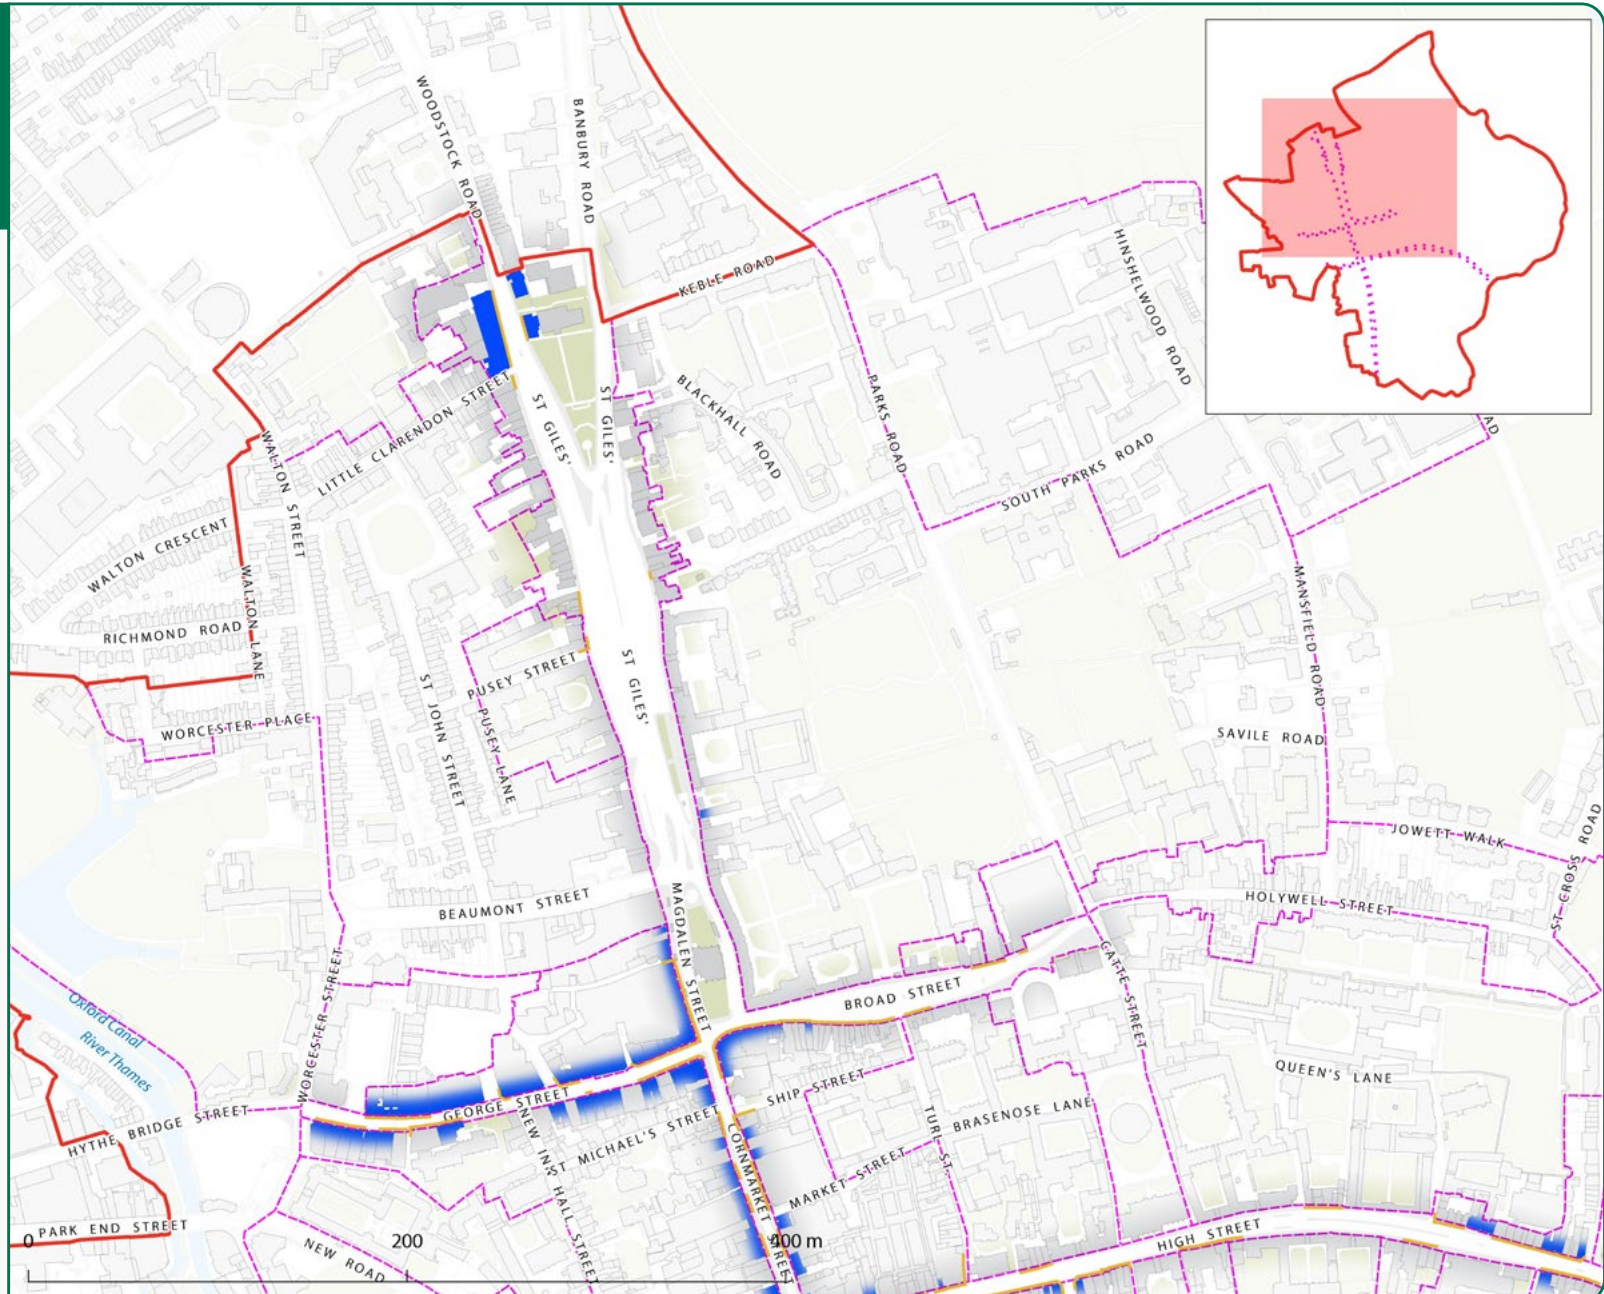 WOODSTOCK ROAD
BANBURY ROAD
KEBLE ROAD
HINSHELWOOD ROAD
PARKS ROAD
BLACKHALL ROAD
ST GILES'
ST GILES'
LITTLE CLARENDON STREET
WALTON STREET
SOUTH PARKS ROAD
AD
WALTON CRESCENT
WALTON LANE
RICHMOND ROAD
MANSFIELD ROAD
PUSEY STREET
ST GILES'
ST JOHN STREET
PUSEY LANE
WORCESTER PLACE
SAVILE ROAD
JOWETT WALK
ST CROSS ROAD
HOLYWELL STREET
BEAUMONT STREET
MAGDALEN STREET
BROAD STREET
CATTE STREET
WORCESTER STREET
Oxford Canal
River Thames
QUEEN'S LANE
GEORGE STREET
SHIP STREET
HYTHE BRIDGE STREET
NEW INN HALL STREET
ST MICHAEL'S STREET
CORNMARKET STREET
TURL ST
BRASENOSE LANE
MARKET STREET
HIGH STREET
PARK END STREET
NEW ROAD
0 200 400 m